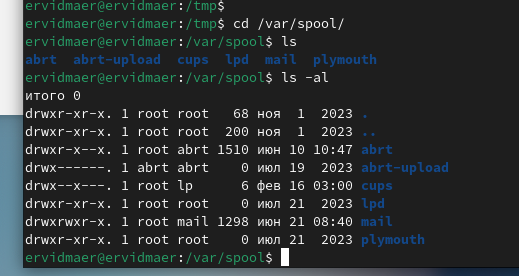 ervidmaer@ervidmaer:/tmp$
ervidmaer@ervidmaer:/tmp$ cd /var/spool/
ervidmaer@ervidmaer:/var/spool$ ls
abrt  abrt-upload  cups  lpd  mail  plymouth
ervidmaer@ervidmaer:/var/spool$ ls -al
итого 0
drwxr-xr-x. 1 root root   68 ноя  1  2023 .
drwxr-xr-x. 1 root root  200 ноя  1  2023 ..
drwxr-x--x. 1 root abrt 1510 июн 10 10:47 abrt
drwx------. 1 abrt abrt    0 июл 19  2023 abrt-upload
drwx--x---. 1 root lp      6 фев 16 03:00 cups
drwxr-xr-x. 1 root root    0 июл 21  2023 lpd
drwxrwxr-x. 1 root mail 1298 июн 21 08:40 mail
drwxr-xr-x. 1 root root    0 июл 21  2023 plymouth
ervidmaer@ervidmaer:/var/spool$